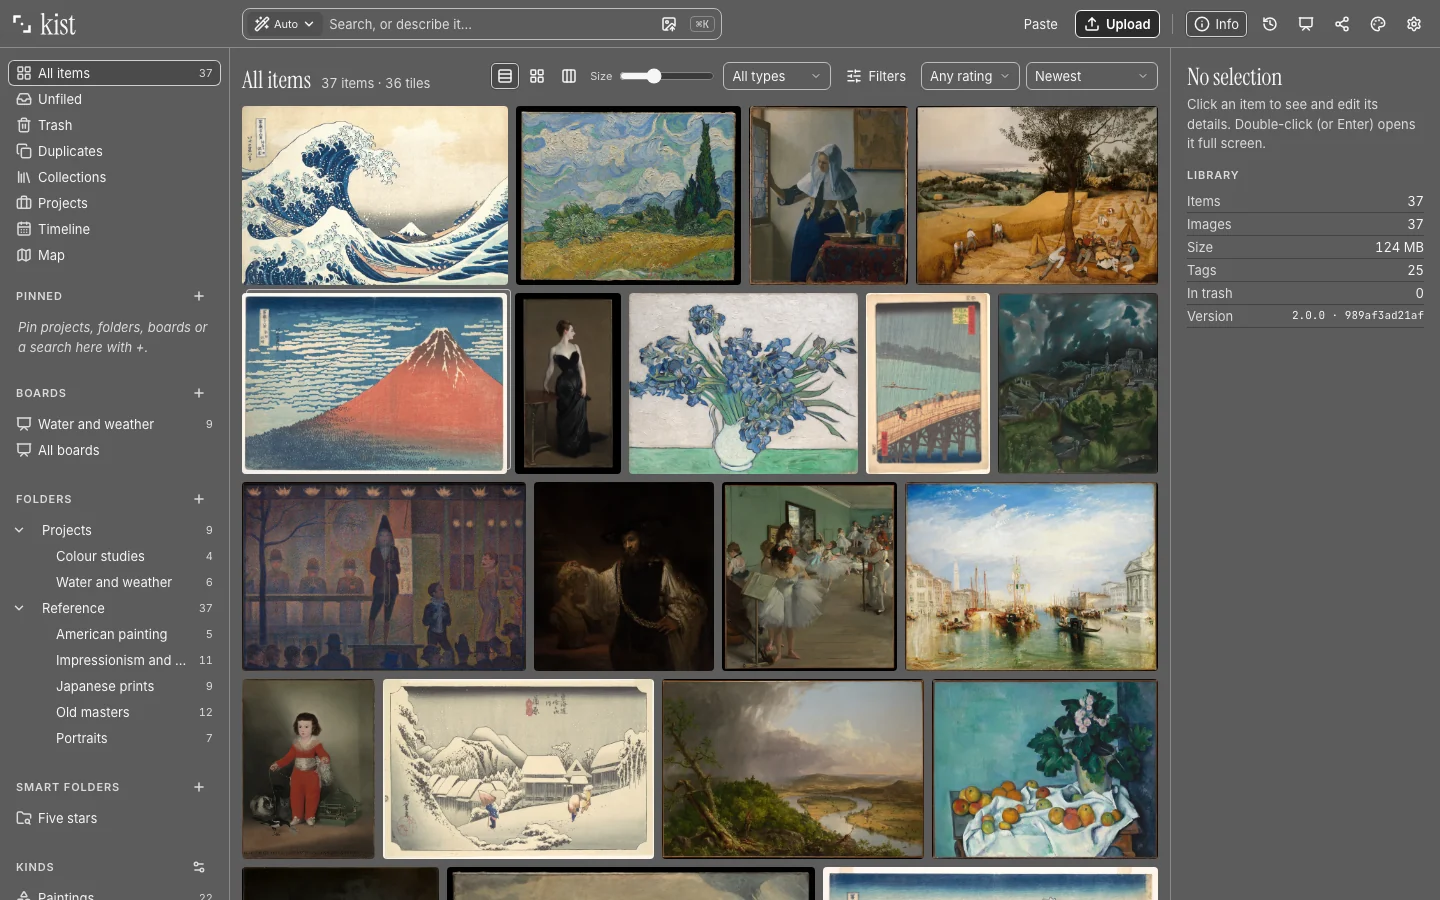 kist
Auto
Search, or describe it…
⌘K
Paste
Upload
Info
All items
37
Unfiled
Trash
Duplicates
Collections
Projects
Timeline
Map
PINNED
Pin projects, folders, boards or
a search here with +.
BOARDS
Water and weather
9
All boards
FOLDERS
Projects
9
Colour studies
4
Water and weather
6
Reference
37
American painting
5
Impressionism and ...
11
Japanese prints
9
Old masters
12
Portraits
7
SMART FOLDERS
Five stars
KINDS
Paintings
22
All items
37 items · 36 tiles
Size
All types
Filters
Any rating
Newest
No selection
Click an item to see and edit its
details. Double-click (or Enter) opens
it full screen.
LIBRARY
Items
37
Images
37
Size
124 MB
Tags
25
In trash
0
Version
2.0.0 · 989af3ad21af